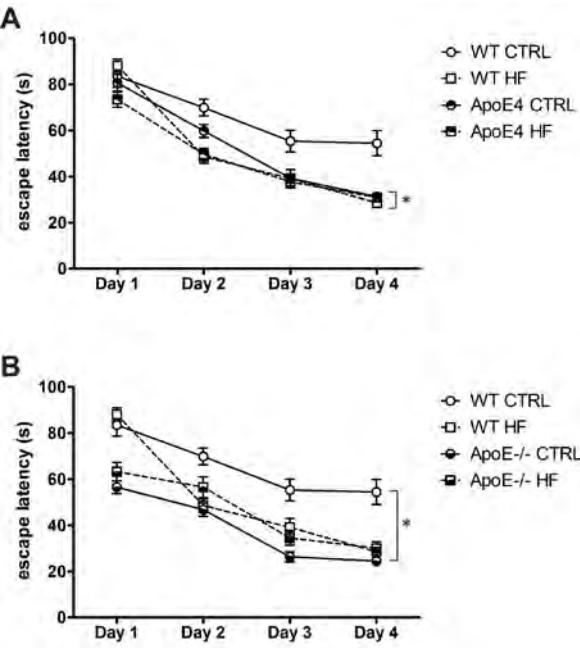 A
100
80
60
40
20
0
escape latency (s)
Day 1 Day 2 Day 3 Day 4
*
WT CTRL
WT HF
ApoE4 CTRL
ApoE4 HF
B
100
80
60
40
20
0
escape latency (s)
Day 1 Day 2 Day 3 Day 4
*
WT CTRL
WT HF
ApoE-/- CTRL
ApoE-/- HF